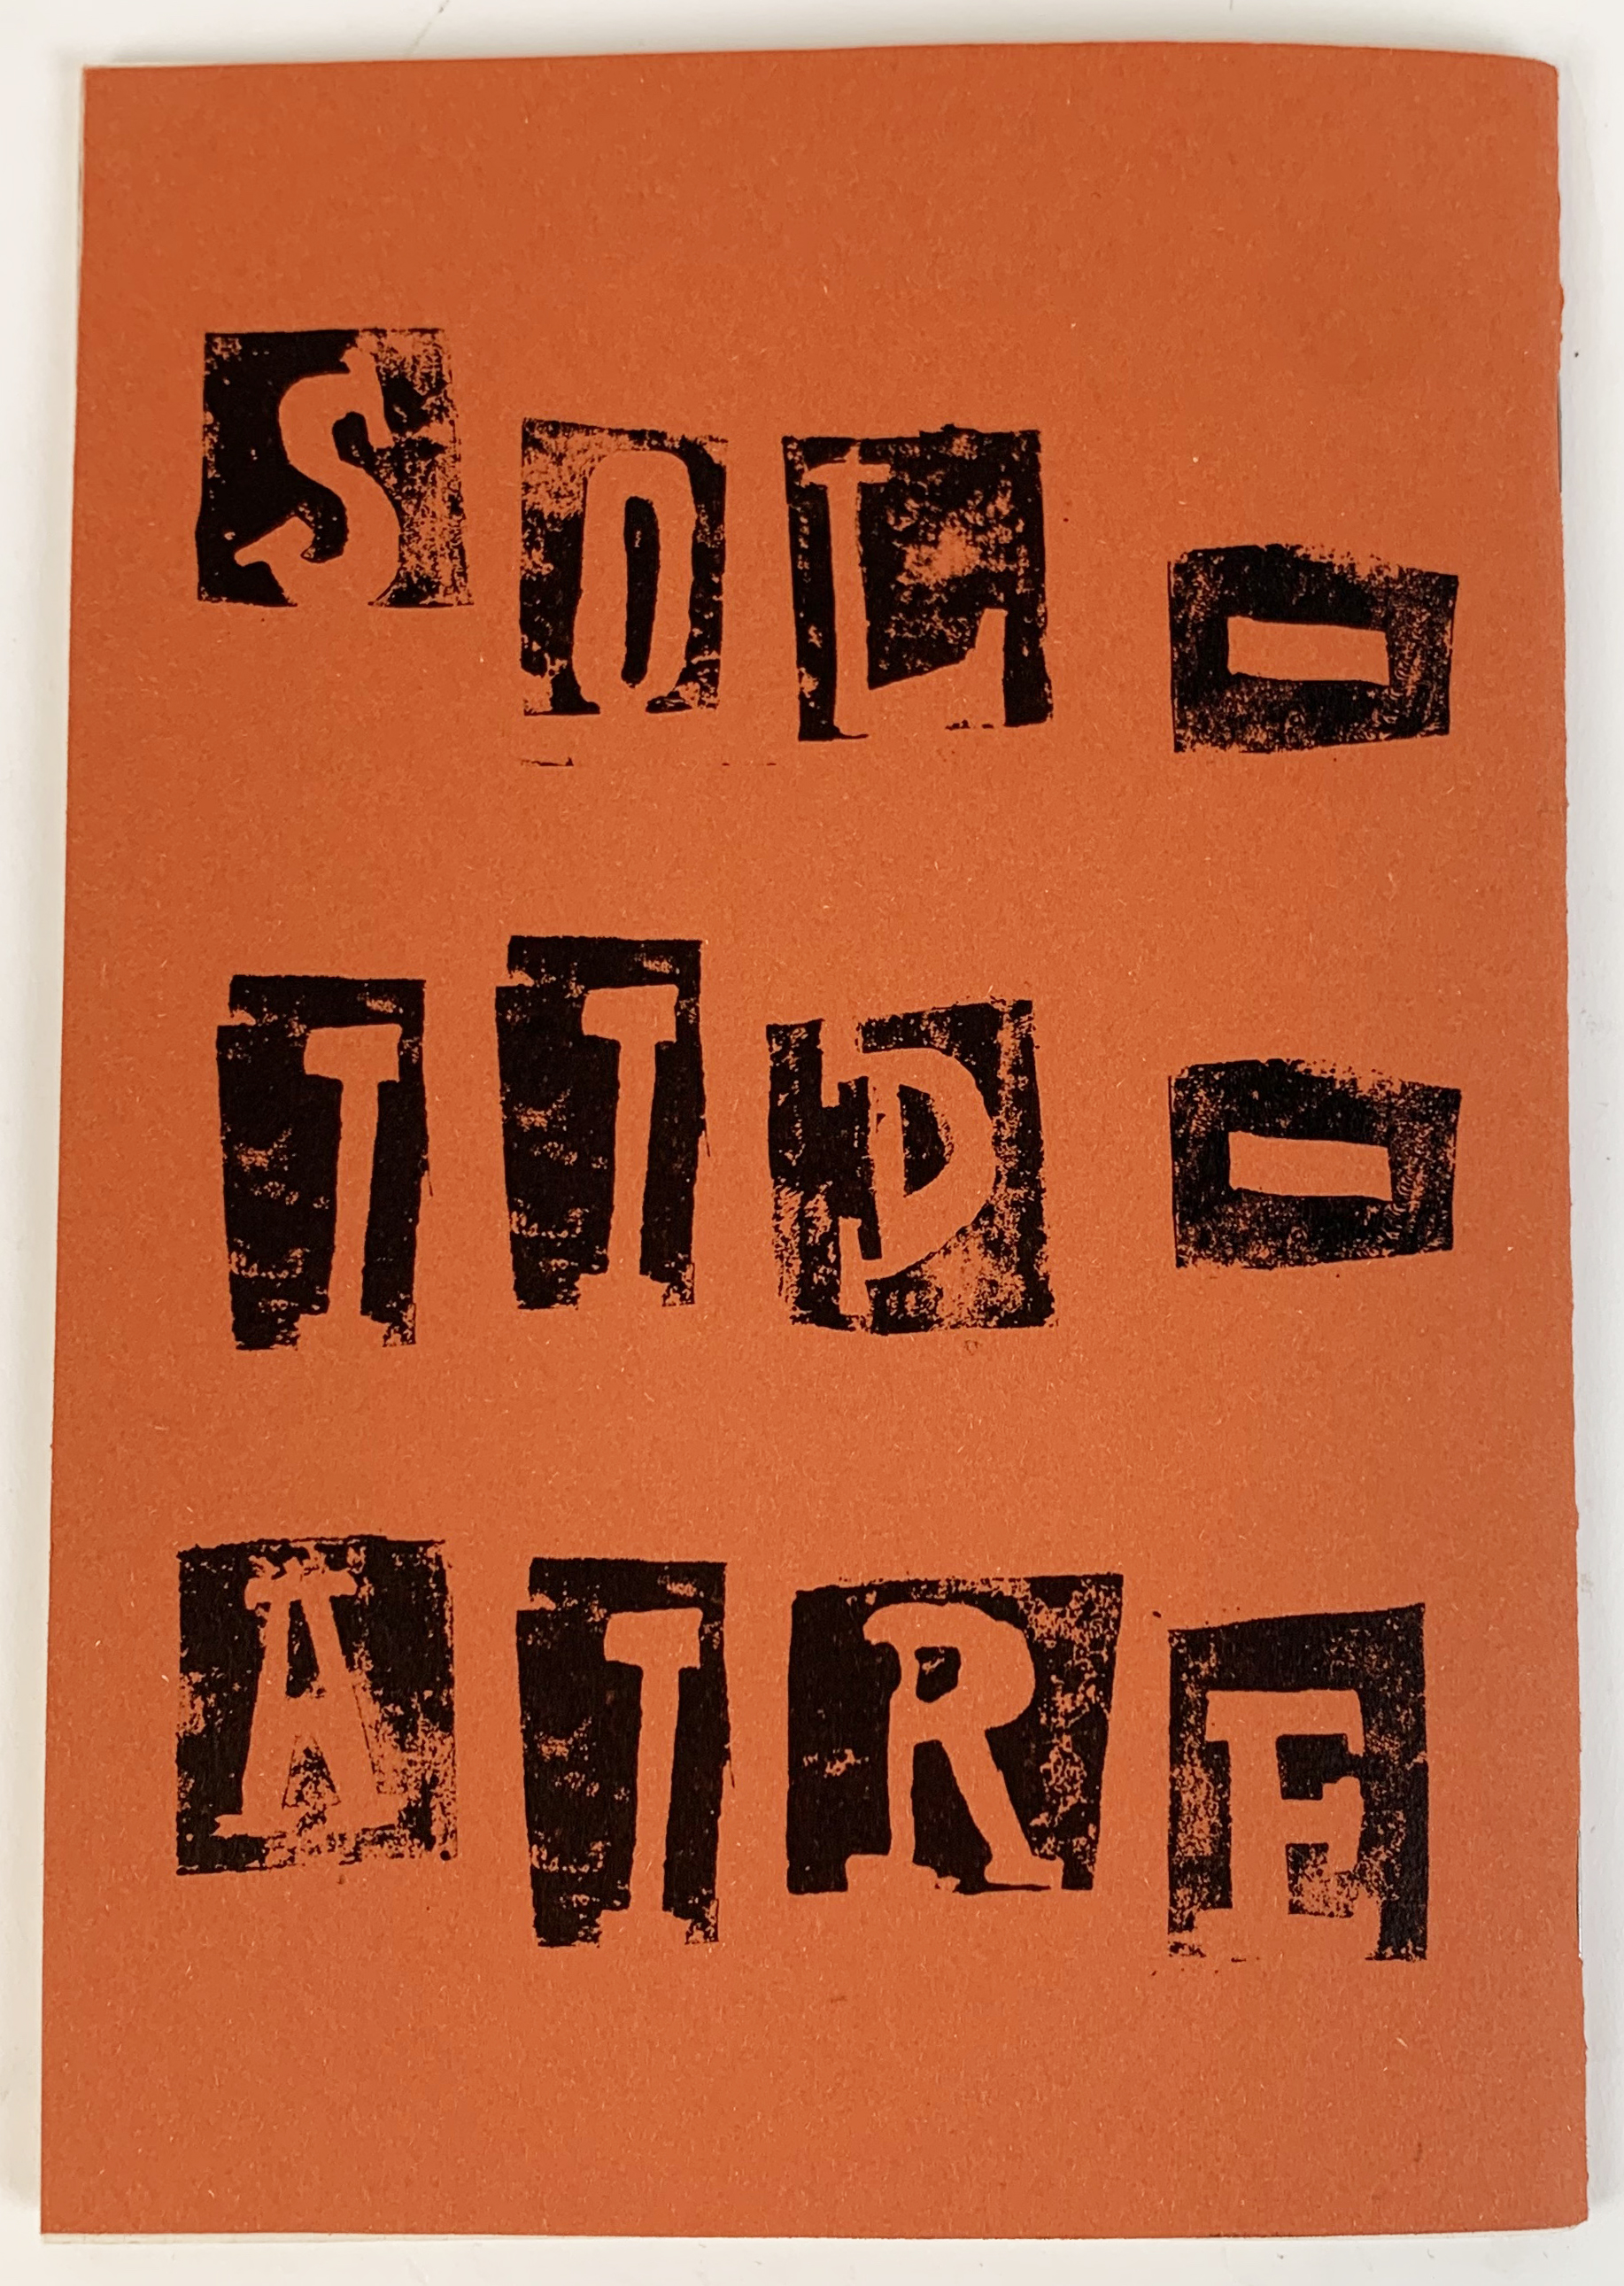 SOL-
IID-
AIRE